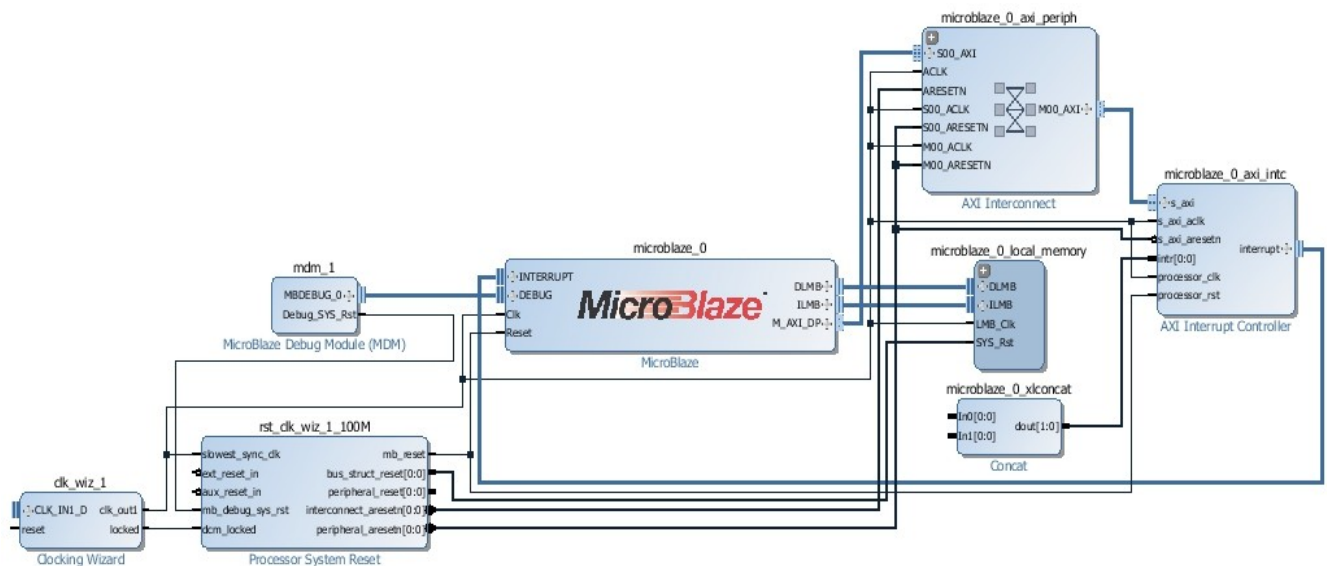 microblaze_0_axi_periph
S00_AXI
ACLK
ARESETN
S00_ACLK
S00_ARESETN
M00_ACLK
M00_ARESETN
M00_AXI
AXI Interconnect
microblaze_0_axi_intc
s_axi
s_axi_aclk
s_axi_aresetn
intr[0:0]
processor_clk
processor_rst
interrupt
AXI Interrupt Controller
microblaze_0
INTERRUPT
DEBUG
Clk
Reset
MicroBlaze
DLMB
ILMB
M_AXI_DP
MicroBlaze
microblaze_0_local_memory
DLMB
ILMB
LMB_Clk
SYS_Rst
mdm_1
MBDEBUG_0
Debug_SYS_Rst
MicroBlaze Debug Module (MDM)
microblaze_0_xlconcat
In0[0:0]
In1[0:0]
dout[1:0]
Concat
rst_clk_wiz_1_100M
slowest_sync_clk
ext_reset_in
aux_reset_in
mb_debug_sys_rst
dcm_locked
mb_reset
bus_struct_reset[0:0]
peripheral_reset[0:0]
interconnect_aresetn[0:0]
peripheral_aresetn[0:0]
Processor System Reset
clk_wiz_1
CLK_IN1_D
reset
clk_out1
locked
Clocking Wizard